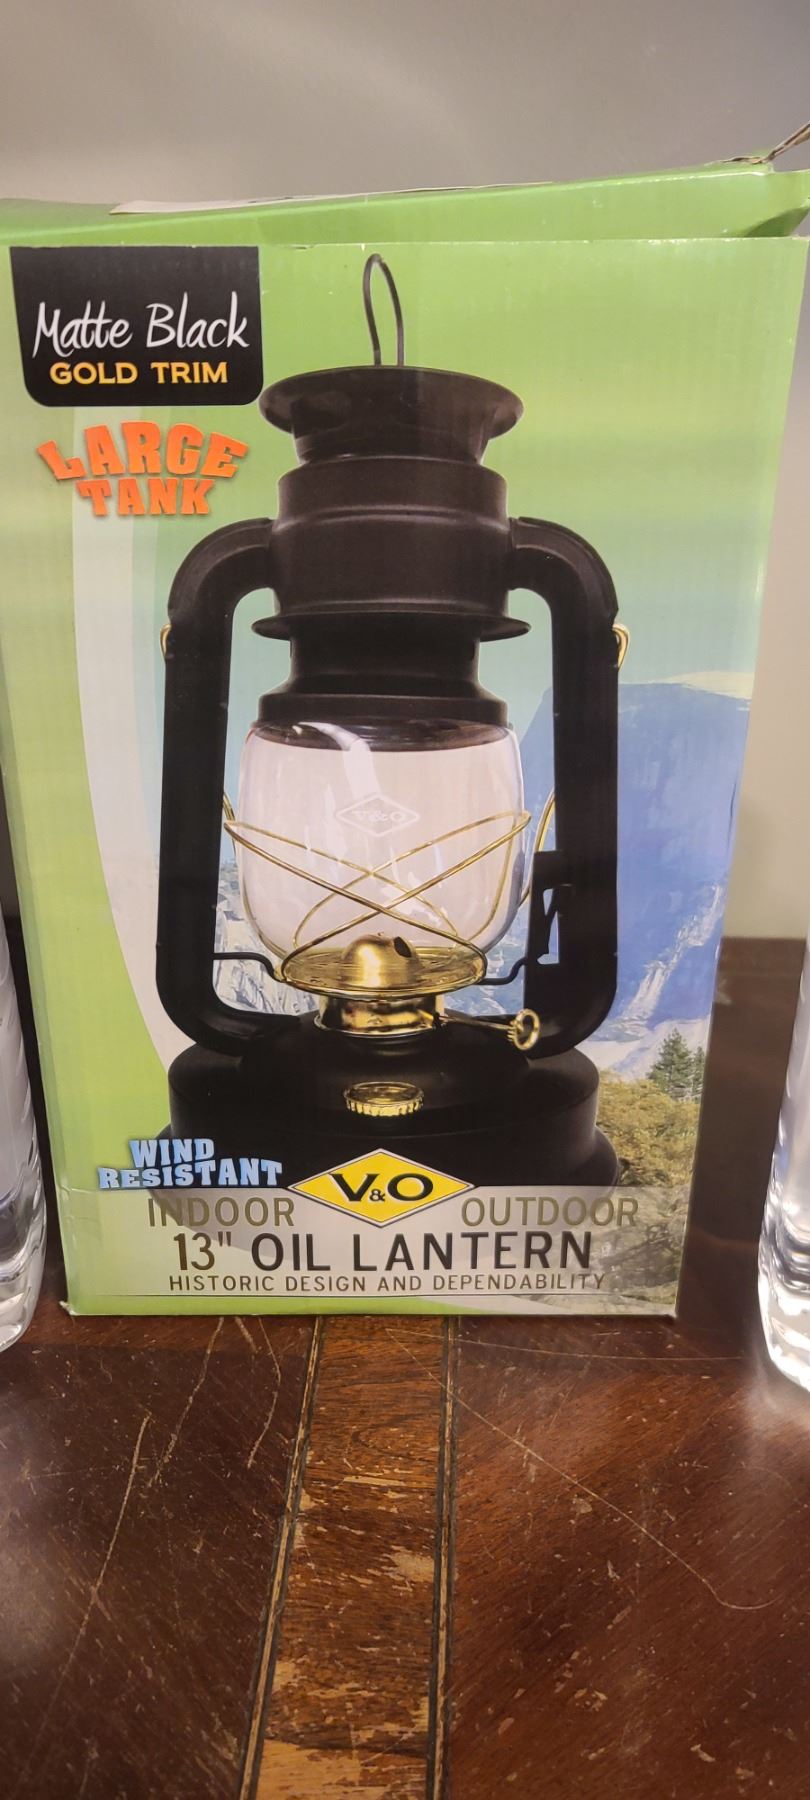 Matte Black
GOLD TRIM
LARGE
TANK
V&O
WIND
RESISTANT
V&O
INDOOR OUTDOOR
13" OIL LANTERN
HISTORIC DESIGN AND DEPENDABILITY